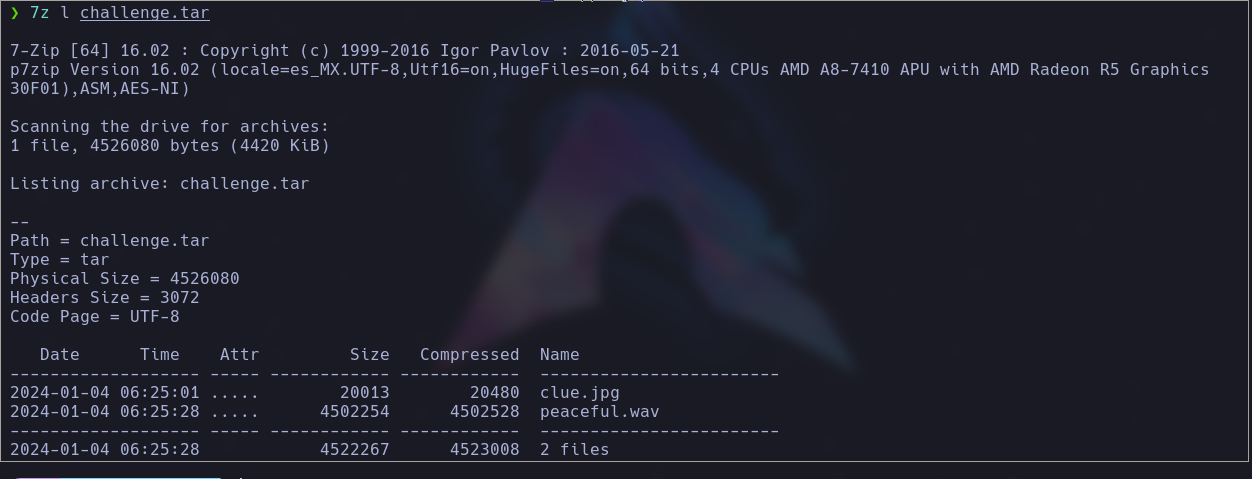 ❯ 7z l challenge.tar
7-Zip [64] 16.02 : Copyright (c) 1999-2016 Igor Pavlov : 2016-05-21
p7zip Version 16.02 (locale=es_MX.UTF-8,Utf16=on,HugeFiles=on,64 bits,4 CPUs AMD A8-7410 APU with AMD Radeon R5 Graphics
30F01),ASM,AES-NI)
Scanning the drive for archives:
1 file, 4526080 bytes (4420 KiB)
Listing archive: challenge.tar
--
Path = challenge.tar
Type = tar
Physical Size = 4526080
Headers Size = 3072
Code Page = UTF-8
   Date      Time    Attr         Size   Compressed  Name
------------------- ----- ------------ ------------  ------------------------
2024-01-04 06:25:01 .....        20013        20480  clue.jpg
2024-01-04 06:25:28 .....      4502254      4502528  peaceful.wav
------------------- ----- ------------ ------------  ------------------------
2024-01-04 06:25:28            4522267      4523008  2 files